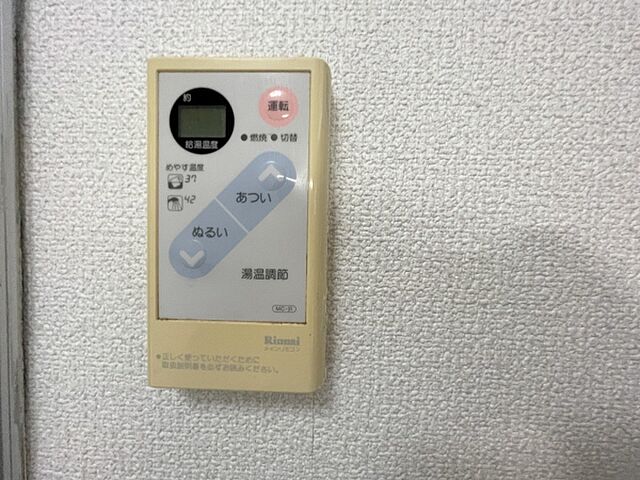 約
運転
給湯温度
燃焼 切替
めやす温度
37
42
あつい
ぬるい
湯温調節
MC-31
Rinnai
メインリモコン
●正しく使っていただくために
取扱説明書を必ずお読みください。